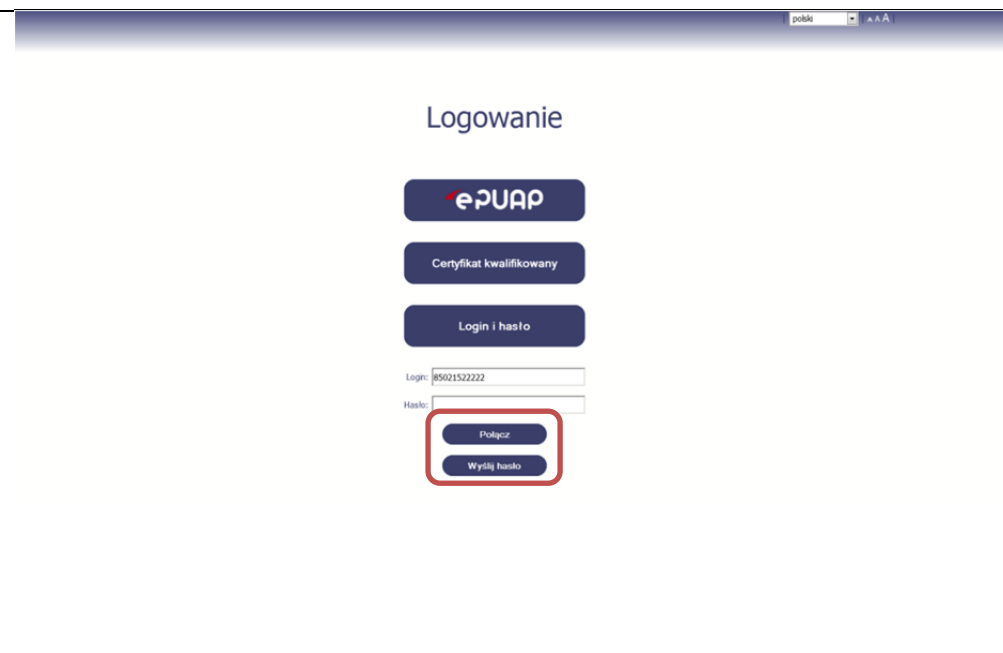 polski A A A
Logowanie
ePUAP
Certyfikat kwalifikowany
Login i hasło
Login: 85021522222
Hasło:
Połącz
Wyślij hasło